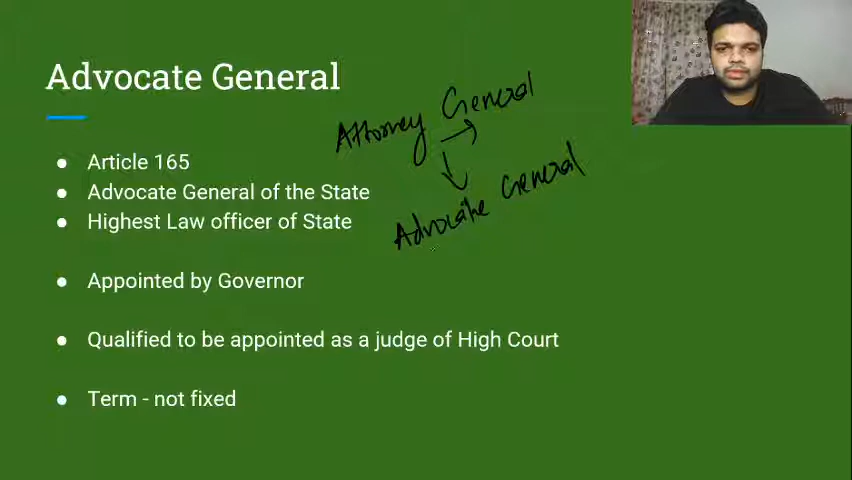 Advocate General
Attorney General
Article 165
Advocate General of the State
Highest Law officer of State
Advocate General
Appointed by Governor
Qualified to be appointed as a judge of High Court
Term - not fixed